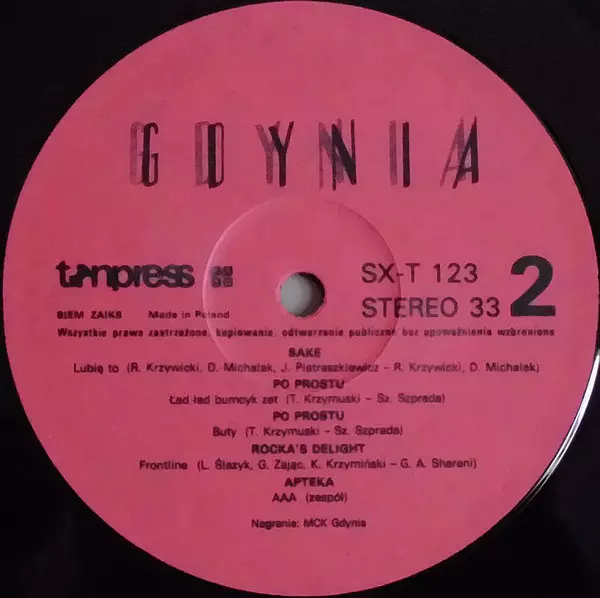 GDYNIA
tonpress
SX-T 123
STEREO 33
2
BIEM ZAIKS Made in Poland
Wszystkie prawa zastrzeżone, kopiowanie, odtwarzanie publiczne bez upoważnienia wzbronione
BAKE
Lubię to (R. Krzywicki, D. Michalak, J. Pietraszkiewicz - R. Krzywicki, D. Michalak)
PO PROSTU
Ład ład bumcyk zet (T. Krzymuski - Sz. Szprada)
PO PROSTU
Buty (T. Krzymuski - Sz. Szprada)
ROCKA'S DELIGHT
Frontline (L. Ślazyk, G. Zając, K. Krzymiński - G. A. Shareni)
APTEKA
AAA (zespół)
Nagranie: MCK Gdynia